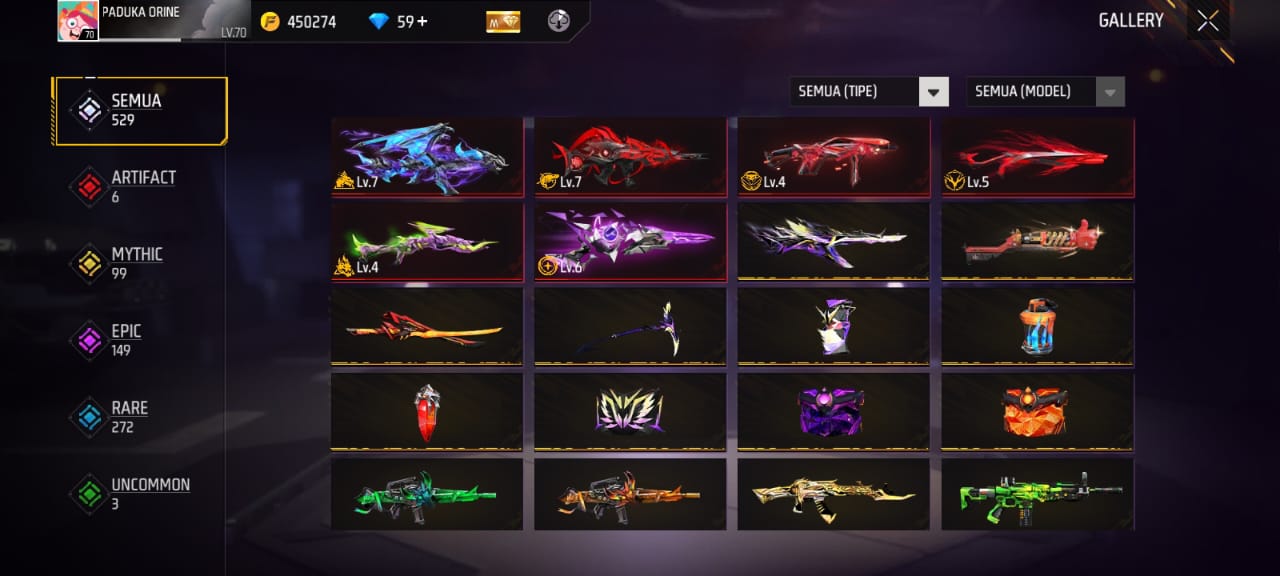 PADUKA ORINE
70
LV.70
450274
59+
GALLERY
SEMUA
529
ARTIFACT
6
MYTHIC
99
EPIC
149
RARE
272
UNCOMMON
3
SEMUA (TIPE)
SEMUA (MODEL)
Lv.7
Lv.7
Lv.4
Lv.5
Lv.4
Lv.6